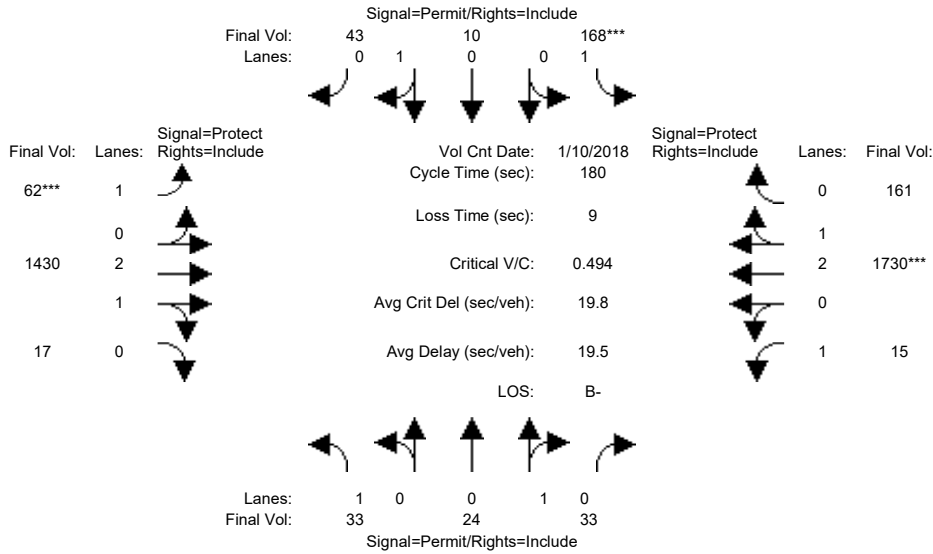 Signal=Permit/Rights=Include
Final Vol: 43 10 168***
Lanes: 0 1 0 0 1
Signal=Protect Signal=Protect
Final Vol: Lanes: Rights=Include Vol Cnt Date: 1/10/2018 Rights=Include Lanes: Final Vol:
Cycle Time (sec): 180
62*** 1 0 161
Loss Time (sec): 9
0 1
1430 2 Critical V/C: 0.494 2 1730***
1 Avg Crit Del (sec/veh): 19.8 0
17 0 Avg Delay (sec/veh): 19.5 1 15
LOS: B-
Lanes: 1 0 0 1 0
Final Vol: 33 24 33
Signal=Permit/Rights=Include